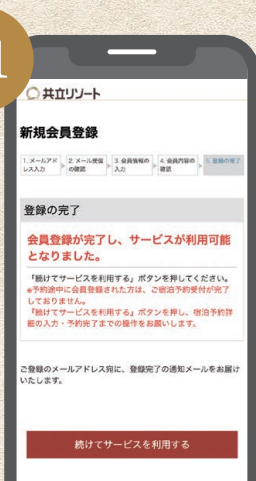 1
共立リゾート
新規会員登録
1. メールアド
レス入力
2. メール受信
の確認
3. 会員情報の
入力
4. 会員内容の
確認
5. 登録の完了
登録の完了
会員登録が完了し、サービスが利用可能
となりました。
「続けてサービスを利用する」ボタンを押してください。
※予約途中に会員登録された方は、ご宿泊予約受付が完了
しておりません。
「続けてサービスを利用する」ボタンを押し、宿泊予約詳
細の入力・予約完了までの操作をお願いします。
ご登録のメールアドレス宛に、登録完了の通知メールをお届け
いたします。
続けてサービスを利用する